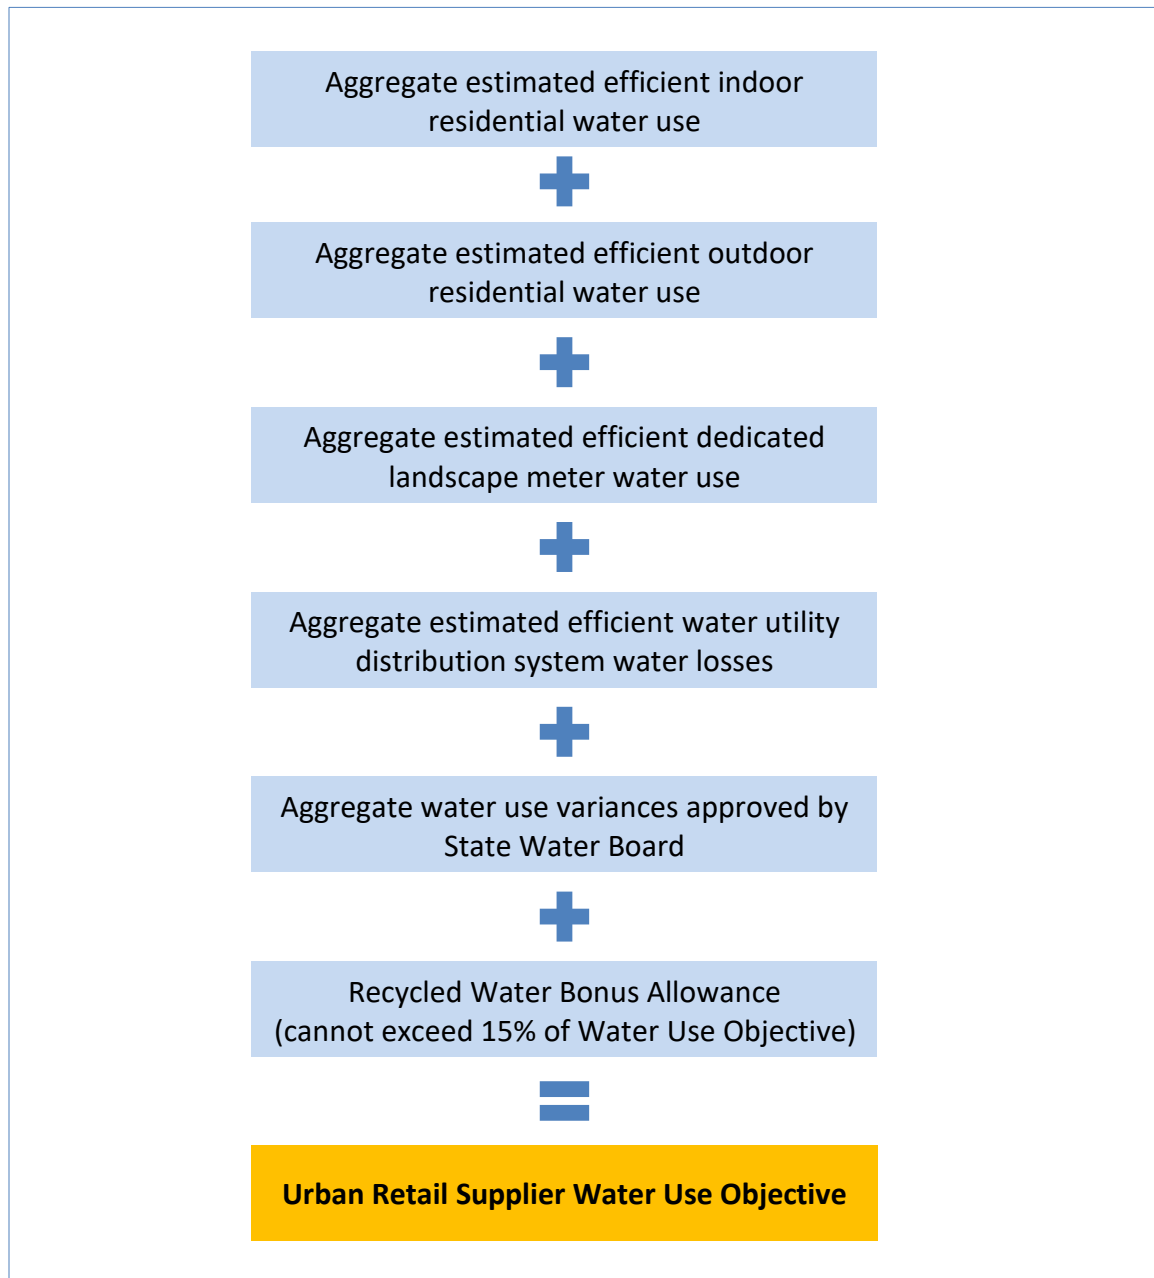 Aggregate estimated efficient indoor
residential water use
Aggregate estimated efficient outdoor
residential water use
Aggregate estimated efficient dedicated
landscape meter water use
Aggregate estimated efficient water utility
distribution system water losses
Aggregate water use variances approved by
State Water Board
Recycled Water Bonus Allowance
(cannot exceed 15% of Water Use Objective)
Urban Retail Supplier Water Use Objective